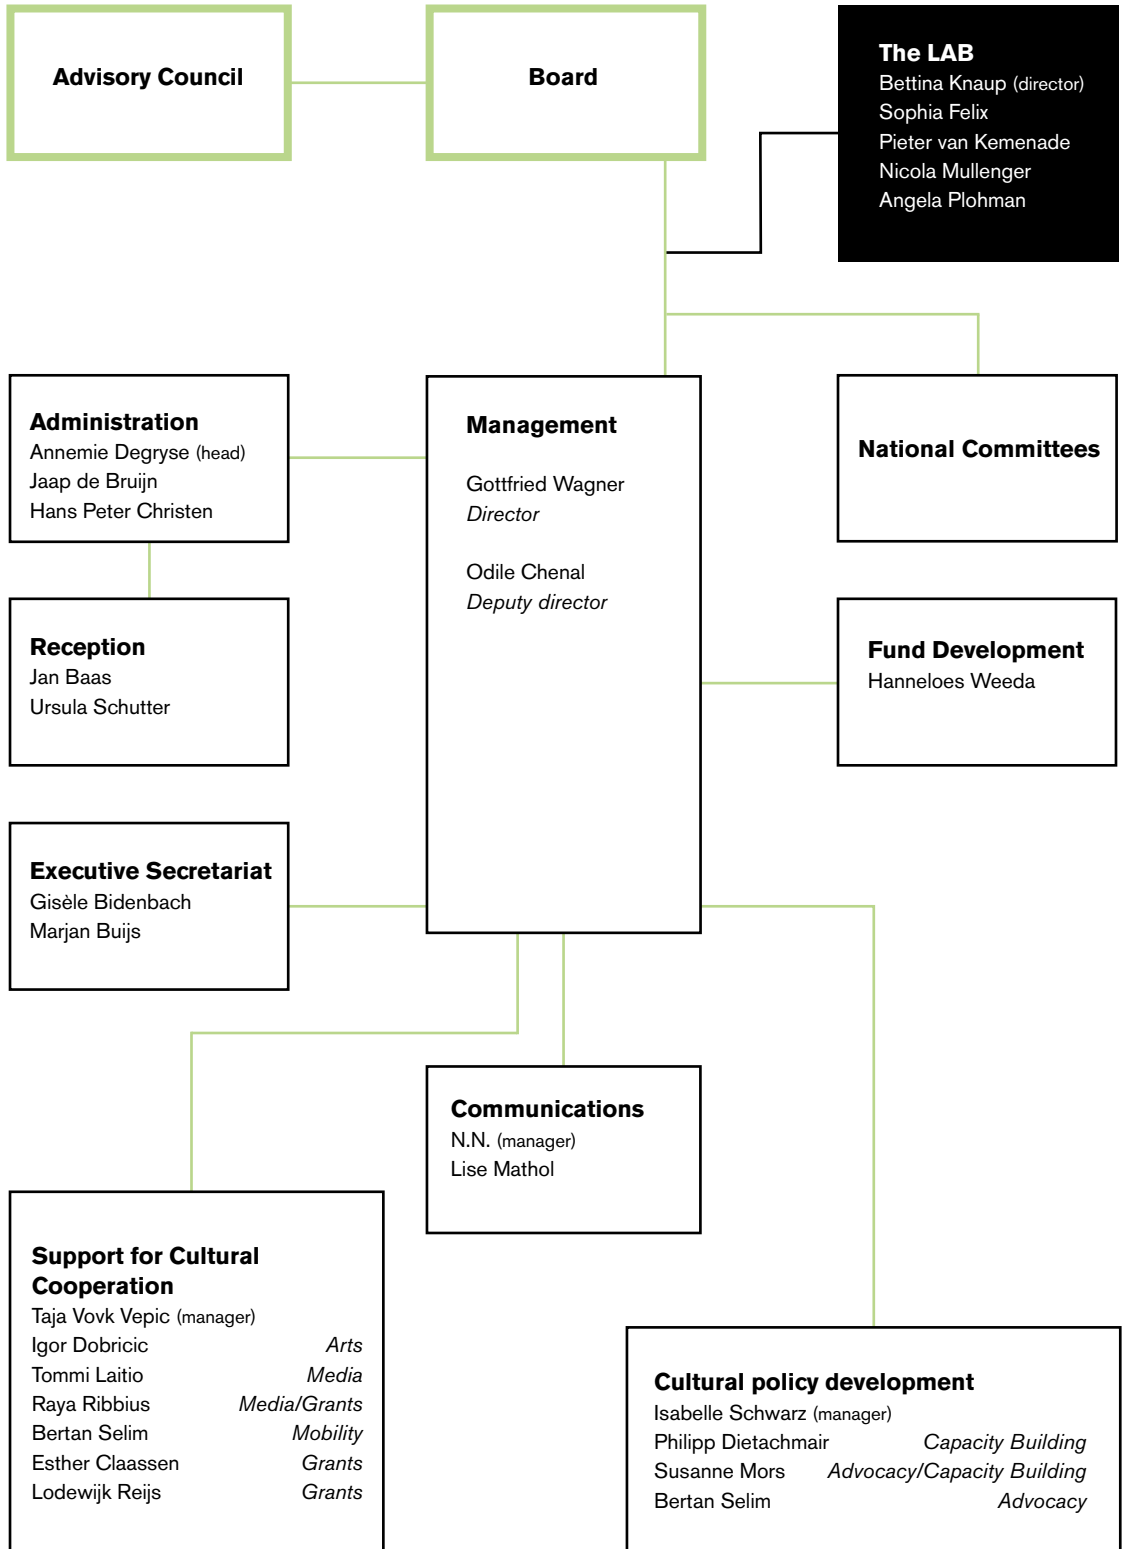 Advisory Council
Board
The LAB
Bettina Knaup (director)
Sophia Felix
Pieter van Kemenade
Nicola Mullenger
Angela Plohman
Administration
Annemie Degryse (head)
Jaap de Bruijn
Hans Peter Christen
Management
Gottfried Wagner
Director
Odile Chenal
Deputy director
National Committees
Reception
Jan Baas
Ursula Schutter
Fund Development
Hanneloes Weeda
Executive Secretariat
Gisèle Bidenbach
Marjan Buijs
Communications
N.N. (manager)
Lise Mathol
Support for Cultural
Cooperation
Taja Vovk Vepic (manager)
Igor Dobricic Arts
Tommi Laitio Media
Raya Ribbius Media/Grants
Bertan Selim Mobility
Esther Claassen Grants
Lodewijk Reijs Grants
Cultural policy development
Isabelle Schwarz (manager)
Philipp Dietachmair Capacity Building
Susanne Mors Advocacy/Capacity Building
Bertan Selim Advocacy